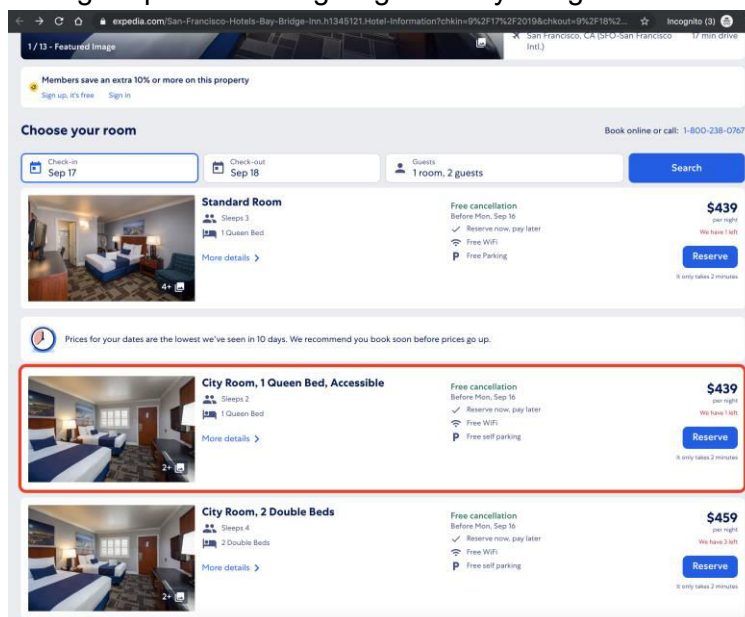 expedia.com/San-Francisco-Hotels-Bay-Bridge-Inn.h1345121.Hotel-Information?chkin=9%2F17%2F2019&chkout=9%2F18%2...
Incognito (3)
1/13 - Featured Image
San Francisco, CA (SFO-San Francisco Intl.)
17 min drive
Members save an extra 10% or more on this property
Sign up, it's free Sign in
Choose your room
Book online or call: 1-800-238-0767
Check-in
Sep 17
Check-out
Sep 18
Guests
1 room, 2 guests
Search
Standard Room
Sleeps 3
1 Queen Bed
More details
4+
Free cancellation
Before Mon, Sep 16
Reserve now, pay later
Free WiFi
P Free Parking
$439
per night
We have 1 left
Reserve
It only takes 2 minutes
Prices for your dates are the lowest we've seen in 10 days. We recommend you book soon before prices go up.
City Room, 1 Queen Bed, Accessible
Sleeps 2
1 Queen Bed
More details
2+
Free cancellation
Before Mon, Sep 16
Reserve now, pay later
Free WiFi
P Free self parking
$439
per night
We have 1 left
Reserve
It only takes 2 minutes
City Room, 2 Double Beds
Sleeps 4
2 Double Beds
More details
2+
Free cancellation
Before Mon, Sep 16
Reserve now, pay later
Free WiFi
P Free self parking
$459
per night
We have 3 left
Reserve
It only takes 2 minutes